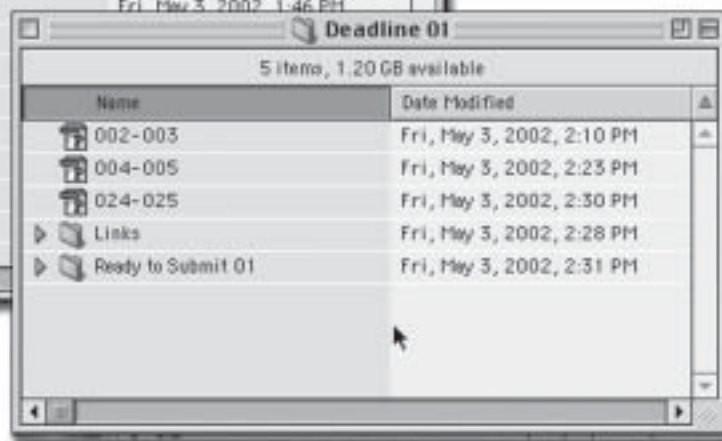 Fri, May 3, 2002, 1:46 PM
Deadline 01
5 items, 1.20 GB available
Name Date Modified
002-003 Fri, May 3, 2002, 2:10 PM
004-005 Fri, May 3, 2002, 2:23 PM
024-025 Fri, May 3, 2002, 2:30 PM
Links Fri, May 3, 2002, 2:28 PM
Ready to Submit 01 Fri, May 3, 2002, 2:31 PM